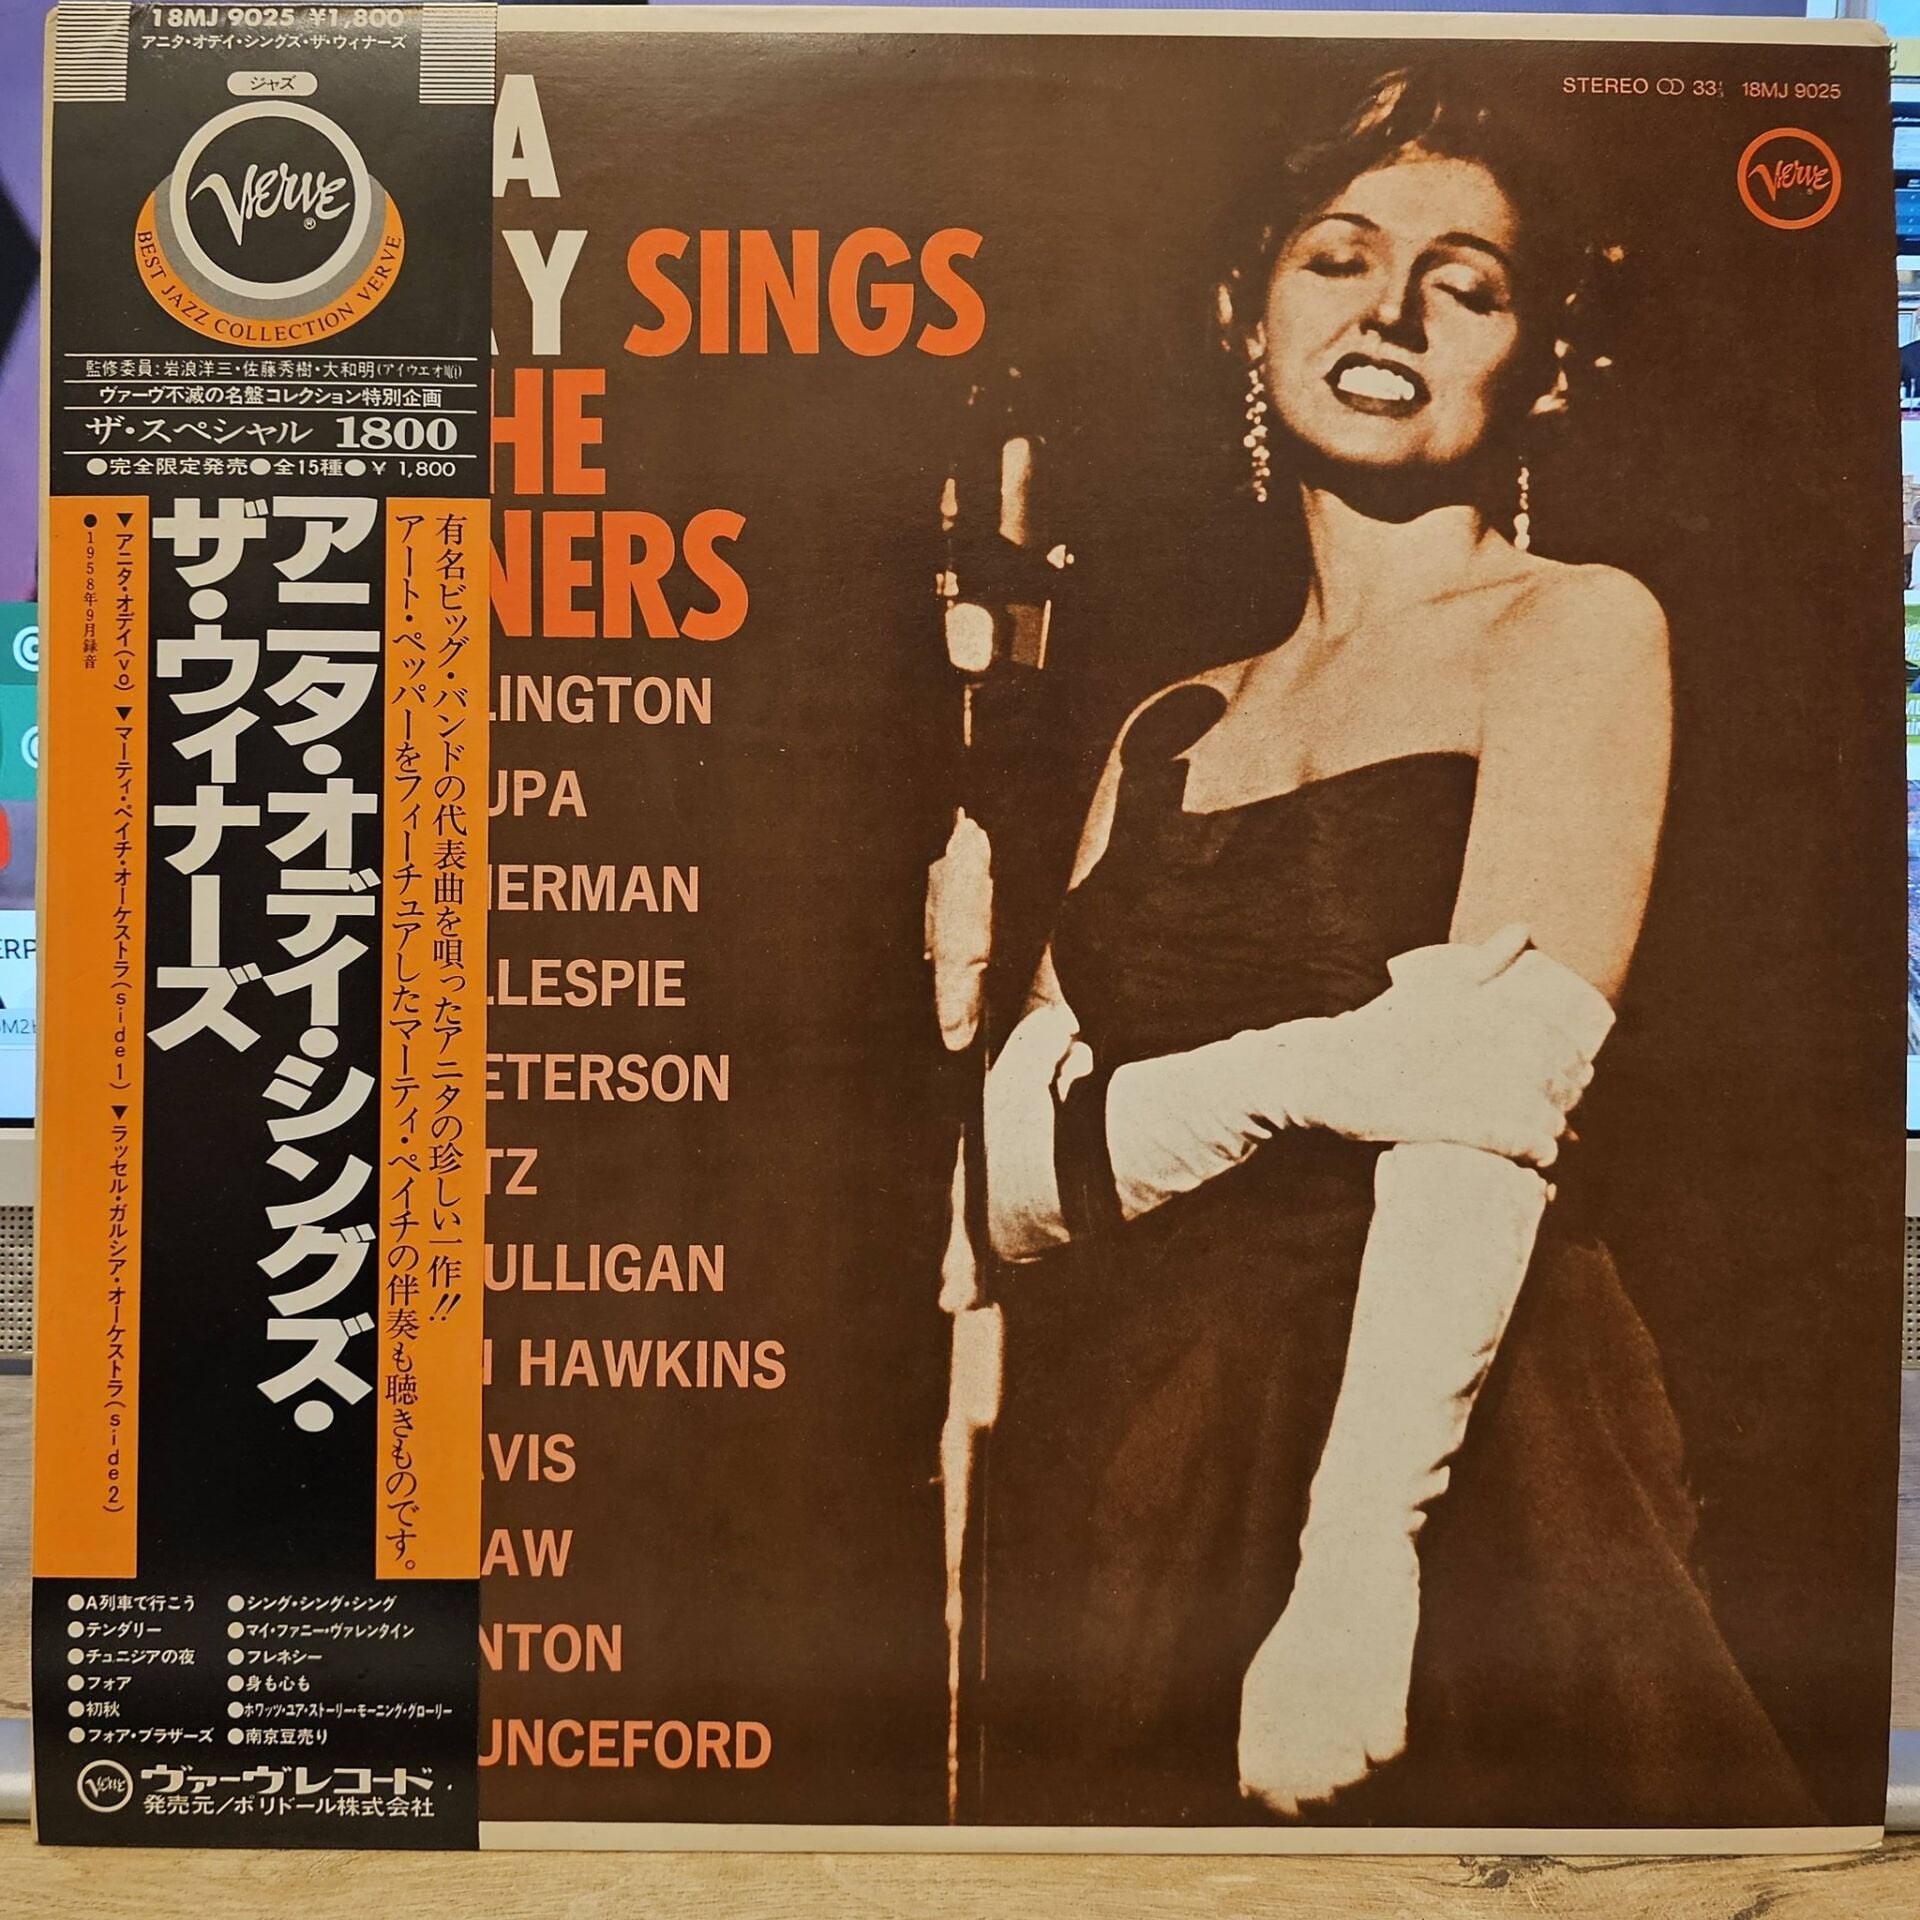 18MJ 9025 ¥1,800
アニタ・オデイ・シングズ・ザ・ウィナーズ
ジャズ
Verve®
BEST JAZZ COLLECTION VERVE
監修委員:岩浪洋三・佐藤秀樹・大和明(アイウエオ順)
ヴァーヴ不滅の名盤コレクション特別企画
ザ・スペシャル 1800
●完全限定発売●全15種●¥ 1,800
有名ビッグ・バンドの代表曲を唄ったアニタの珍しい一作!!
アート・ペッパーをフィーチュアしたマーティ・ペイチの伴奏も聴きものです。
アニタ・オデイ・シングズ・
ザ・ウィナーズ
▼アニタ・オデイ(vo) ▼マーティ・ペイチ・オーケストラ(side1) ▼ラッセル・ガルシア・オーケストラ(side2)
●1958年9月録音
●A列車で行こう
●テンダリー
●チュニジアの夜
●フォア
●初秋
●フォア・ブラザーズ
●シング・シング・シング
●マイ・ファニー・ヴァレンタイン
●フレネシー
●身も心も
●ホワッツ・ユア・ストーリー・モーニング・グローリー
●南京豆売り
Verve ヴァーヴレコード
発売元/ポリドール株式会社
STEREO 33⅓ 18MJ 9025
Verve
A
AY SINGS
HE
NERS
LINGTON
UPA
HERMAN
LLESPIE
ETERSON
TZ
ULLIGAN
N HAWKINS
AVIS
AW
NTON
UNCEFORD